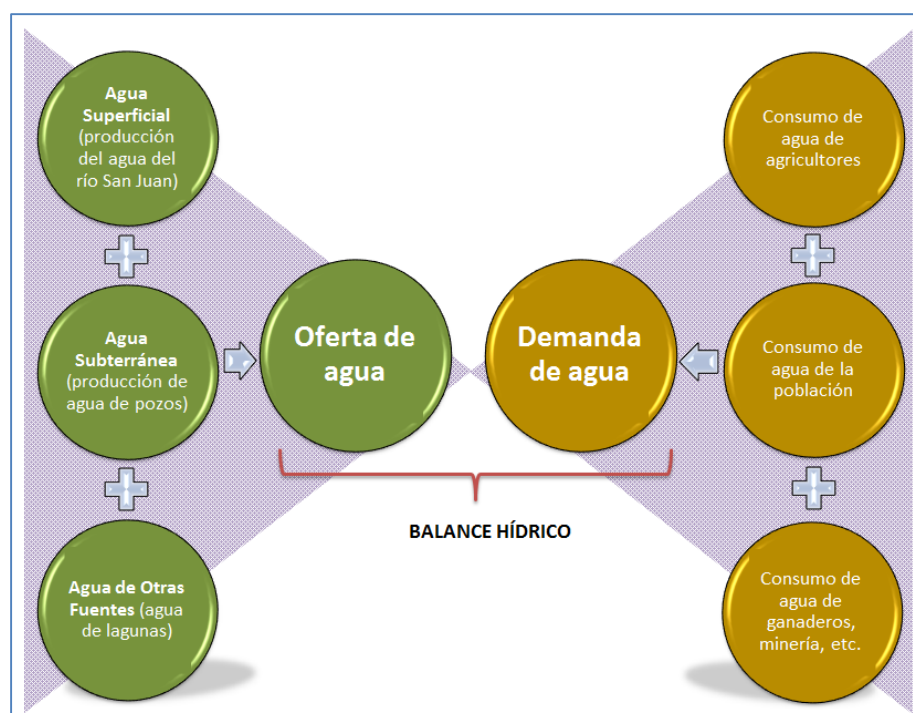 Agua
Superficial
(producción
del agua del
río San Juan)
Agua
Subterránea
(producción de
agua de pozos)
Agua de Otras
Fuentes (agua
de lagunas)
Oferta de
agua
Demanda
de agua
BALANCE HÍDRICO
Consumo de
agua de
agricultores
Consumo de
agua de la
población
Consumo de
agua de
ganaderos,
minería, etc.